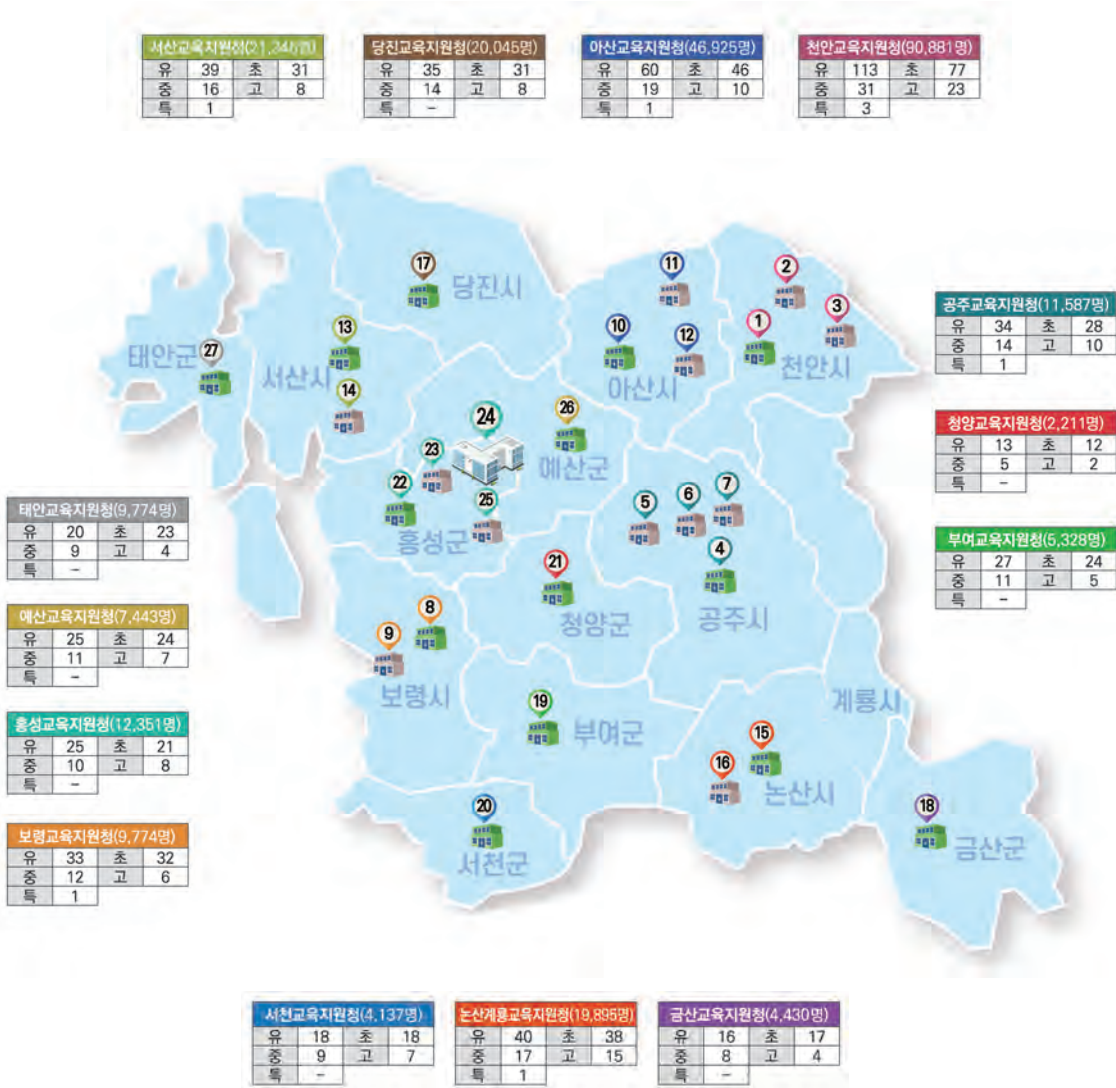 서산교육지원청(21,346명)
유 39 초 31
중 16 고 8
특 1
당진교육지원청(20,045명)
유 35 초 31
중 14 고 8
특 -
아산교육지원청(46,925명)
유 60 초 46
중 19 고 10
특 1
천안교육지원청(90,881명)
유 113 초 77
중 31 고 23
특 3
17
당진시
11
10
12
아산시
2
1
3
천안시
공주교육지원청(11,587명)
유 34 초 28
중 14 고 10
특 1
태안군
27
13
서산시
14
24
26
예산군
23
22
25
홍성군
5
6
7
4
공주시
청양교육지원청(2,211명)
유 13 초 12
중 5 고 2
특 -
태안교육지원청(9,774명)
유 20 초 23
중 9 고 4
특 -
부여교육지원청(5,328명)
유 27 초 24
중 11 고 5
특 -
21
청양군
예산교육지원청(7,443명)
유 25 초 24
중 11 고 7
특 -
8
9
보령시
19
부여군
계룡시
홍성교육지원청(12,351명)
유 25 초 21
중 10 고 8
특 -
15
16
논산시
보령교육지원청(9,774명)
유 33 초 32
중 12 고 6
특 1
20
서천군
18
금산군
서천교육지원청(4,137명)
유 18 초 18
중 9 고 7
특 -
논산계룡교육지원청(19,895명)
유 40 초 38
중 17 고 15
특 1
금산교육지원청(4,430명)
유 16 초 17
중 8 고 4
특 -